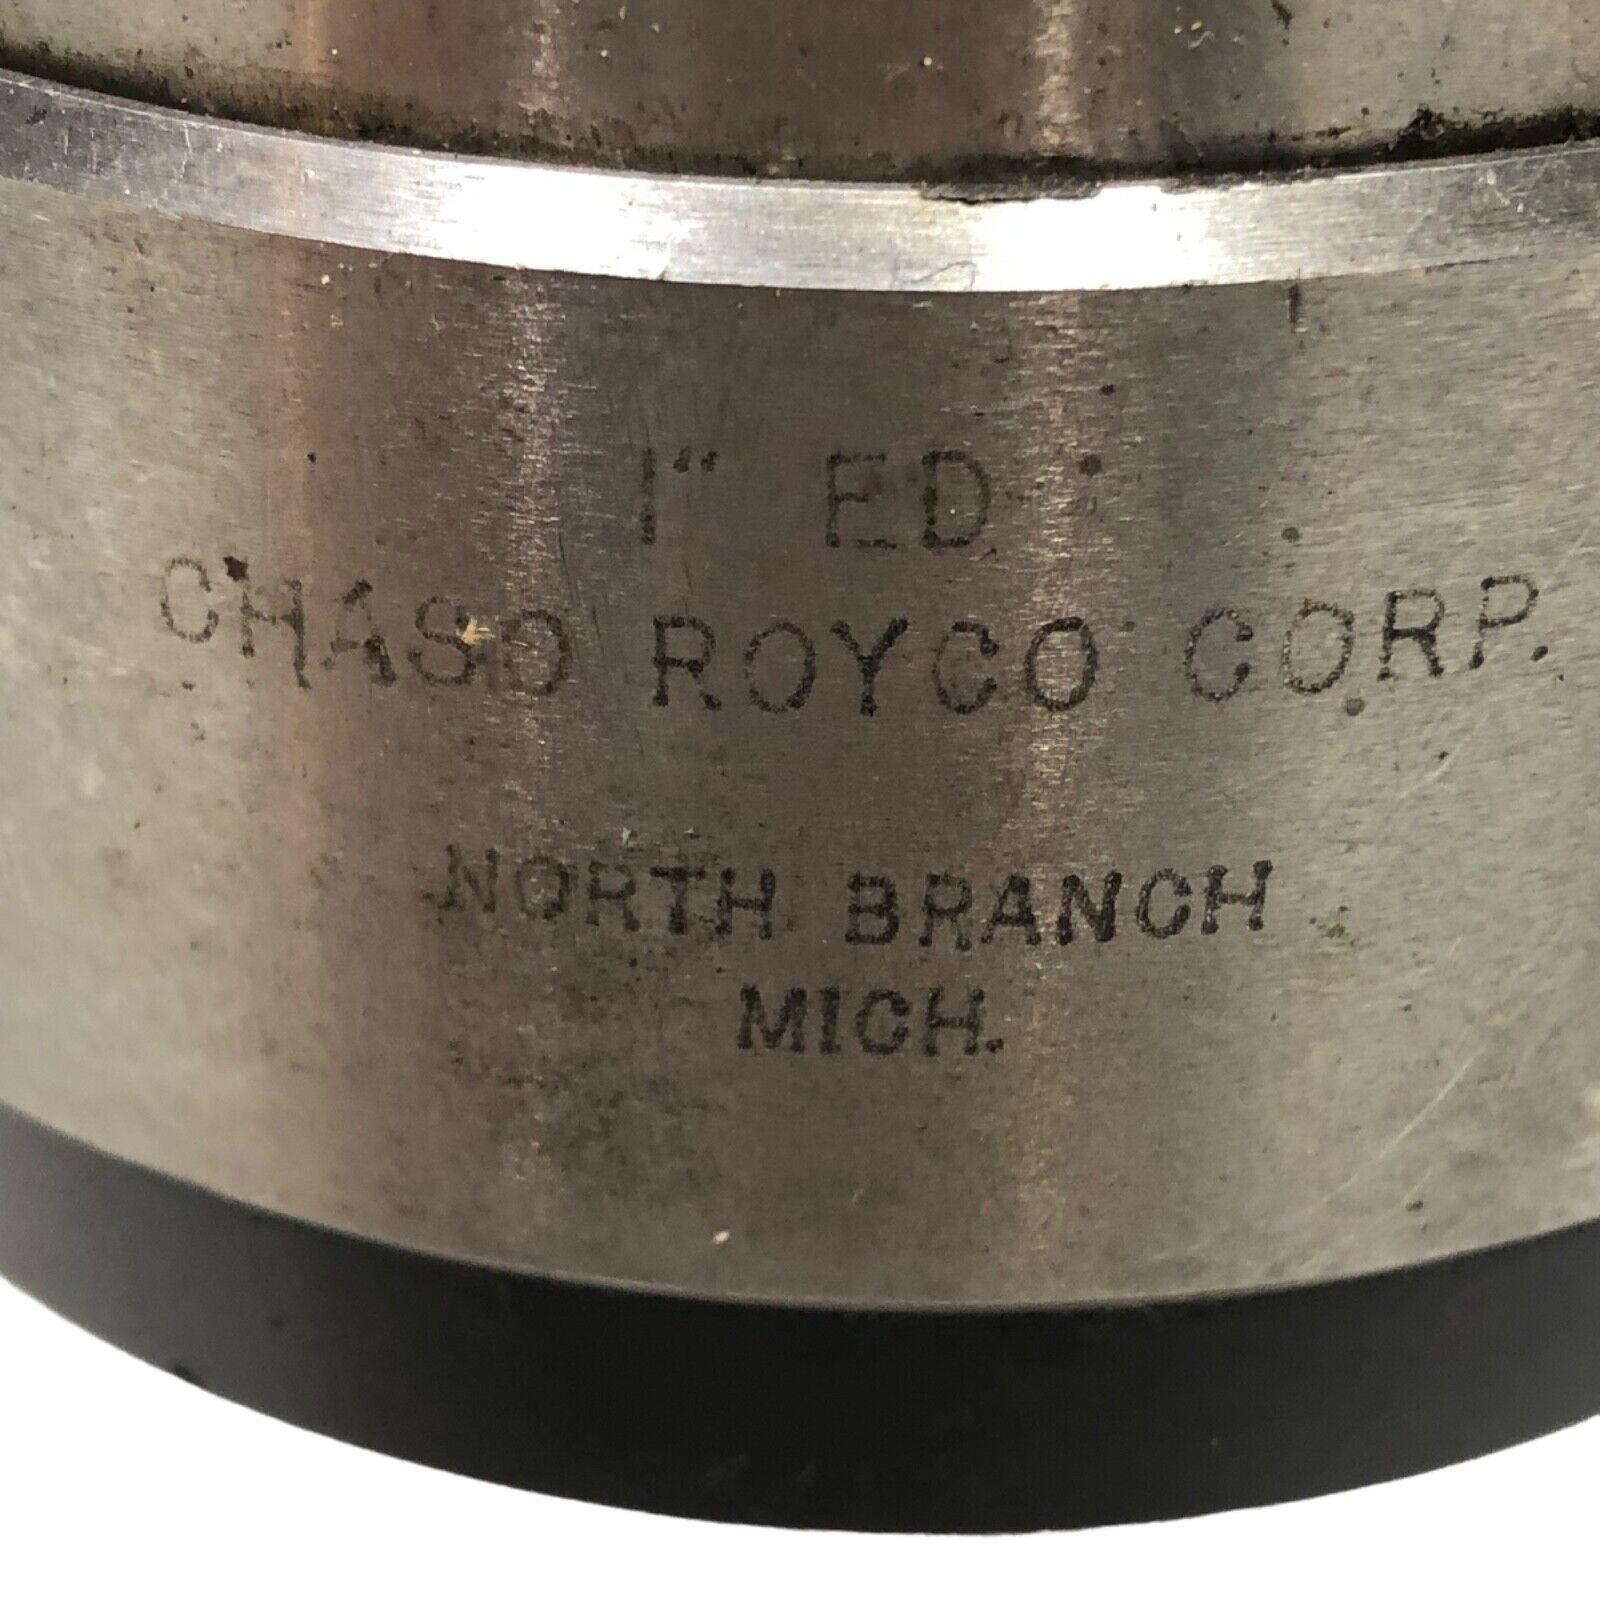 1" ED
CHASO ROYCO CORP.
NORTH BRANCH
MICH.